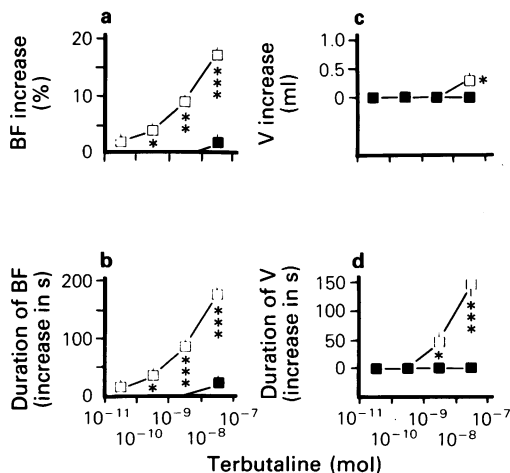 a
BF increase
(%)
20
10
0
*
* *
* * *
b
Duration of BF
(increase in s)
200
100
0
*
* * *
* * *
10⁻¹¹
10⁻¹⁰
10⁻⁹
10⁻⁸
10⁻⁷
c
V increase
(ml)
1.0
0.5
0
*
d
Duration of V
(increase in s)
150
100
50
0
*
* * *
10⁻¹¹
10⁻¹⁰
10⁻⁹
10⁻⁸
10⁻⁷
Terbutaline (mol)